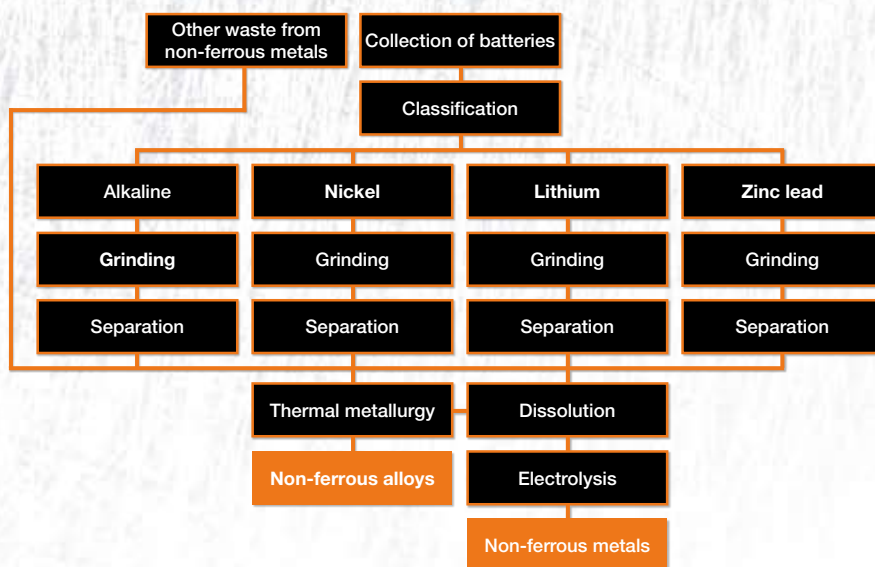 Other waste from
non-ferrous metals
Collection of batteries
Classification
Alkaline
Nickel
Lithium
Zinc lead
Grinding
Grinding
Grinding
Grinding
Separation
Separation
Separation
Separation
Thermal metallurgy
Dissolution
Non-ferrous alloys
Electrolysis
Non-ferrous metals